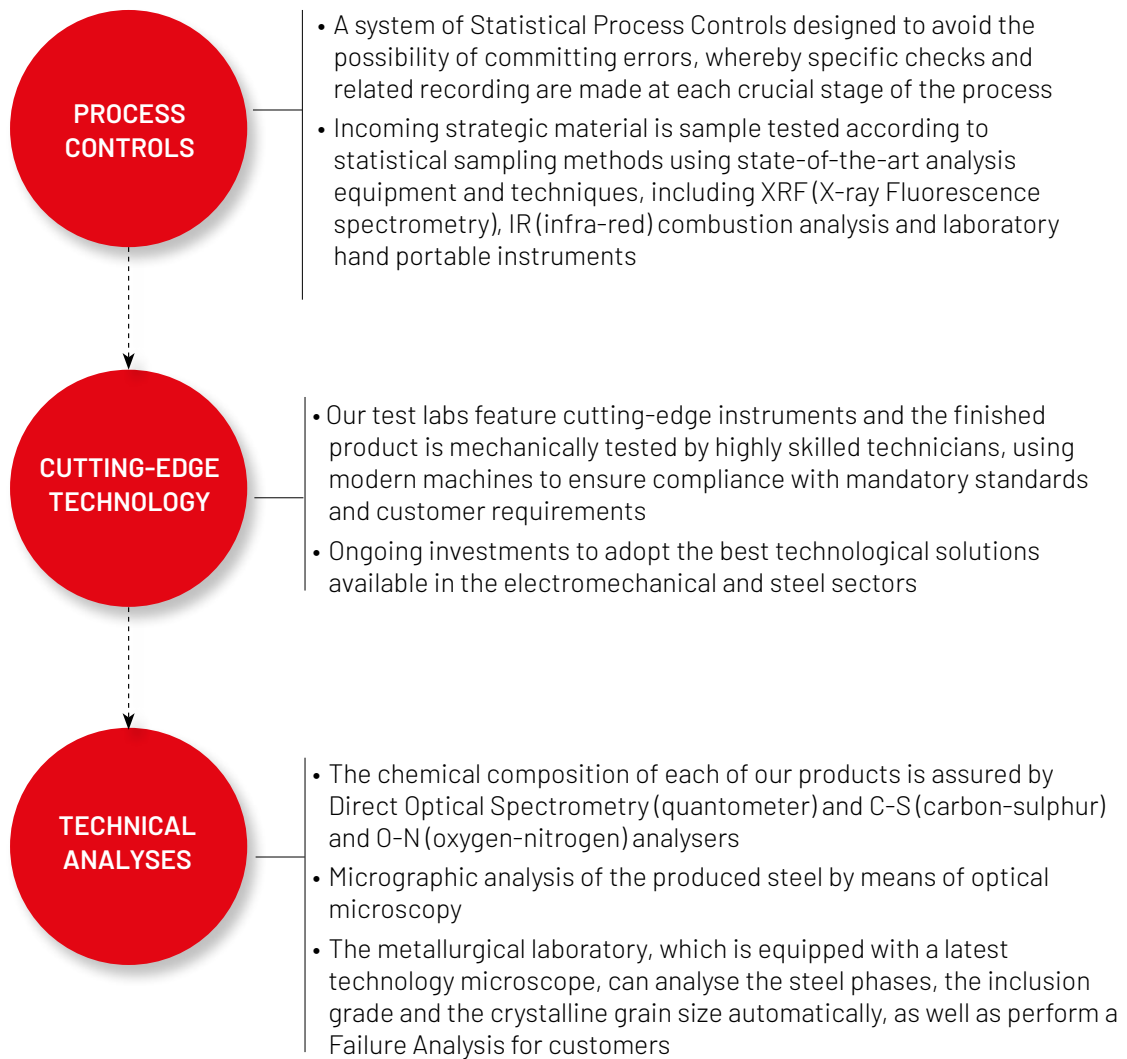 PROCESS
CONTROLS
• A system of Statistical Process Controls designed to avoid the
possibility of committing errors, whereby specific checks and
related recording are made at each crucial stage of the process
• Incoming strategic material is sample tested according to
statistical sampling methods using state-of-the-art analysis
equipment and techniques, including XRF (X-ray Fluorescence
spectrometry), IR (infra-red) combustion analysis and laboratory
hand portable instruments
CUTTING-EDGE
TECHNOLOGY
• Our test labs feature cutting-edge instruments and the finished
product is mechanically tested by highly skilled technicians, using
modern machines to ensure compliance with mandatory standards
and customer requirements
• Ongoing investments to adopt the best technological solutions
available in the electromechanical and steel sectors
TECHNICAL
ANALYSES
• The chemical composition of each of our products is assured by
Direct Optical Spectrometry (quantometer) and C-S (carbon-sulphur)
and O-N (oxygen-nitrogen) analysers
• Micrographic analysis of the produced steel by means of optical
microscopy
• The metallurgical laboratory, which is equipped with a latest
technology microscope, can analyse the steel phases, the inclusion
grade and the crystalline grain size automatically, as well as perform a
Failure Analysis for customers